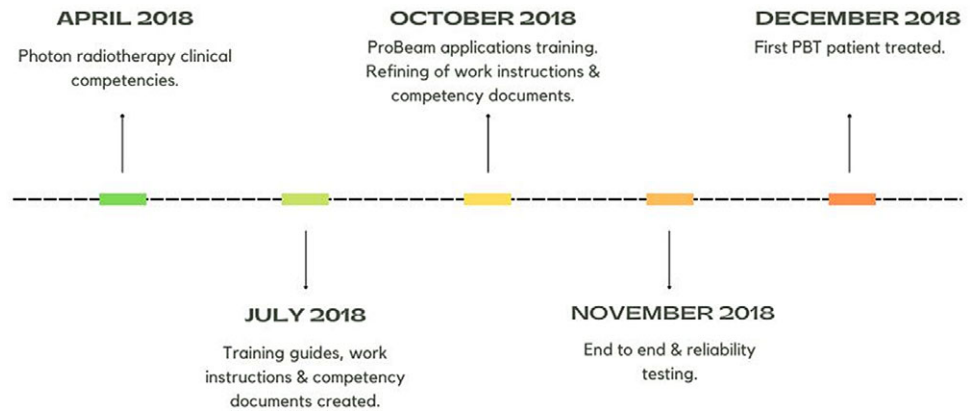 APRIL 2018
Photon radiotherapy clinical
competencies.
OCTOBER 2018
ProBeam applications training.
Refining of work instructions &
competency documents.
DECEMBER 2018
First PBT patient treated.
JULY 2018
Training guides, work
instructions & competency
documents created.
NOVEMBER 2018
End to end & reliability
testing.